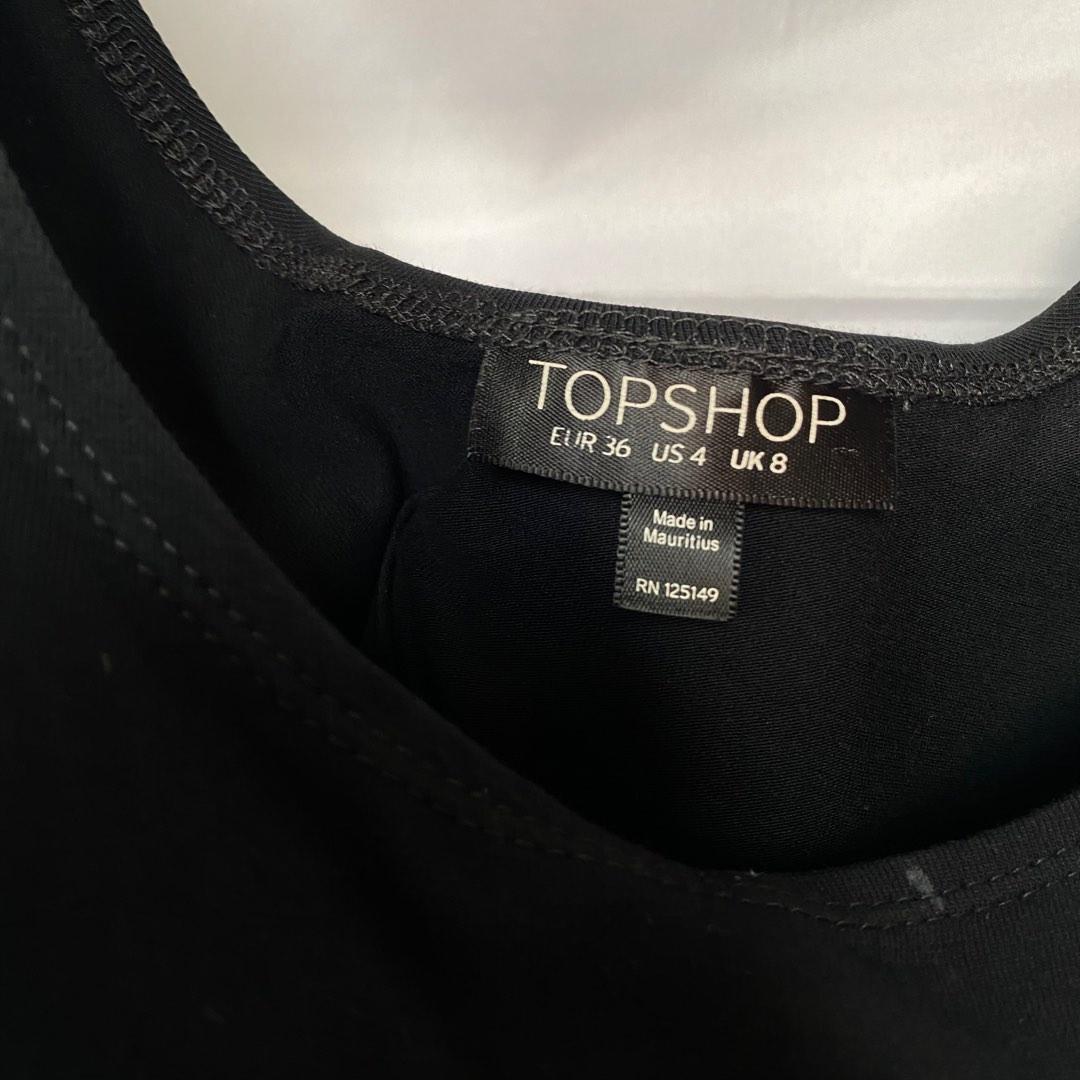 TOPSHOP
EUR 36 US 4 UK 8
Made in
Mauritius
RN 125149